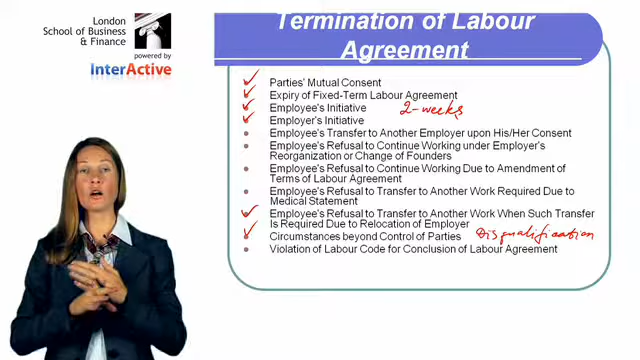 London
School of Business
& Finance
powered by
InterActive
Termination of Labour
Agreement
Parties' Mutual Consent
Expiry of Fixed-Term Labour Agreement
Employee's Initiative 2-weeks
Employer's Initiative
Employee's Transfer to Another Employer upon His/Her Consent
Employee's Refusal to Continue Working under Employer's
Reorganization or Change of Founders
Employee's Refusal to Continue Working Due to Amendment of
Terms of Labour Agreement
Employee's Refusal to Transfer to Another Work Required Due to
Medical Statement
Employee's Refusal to Transfer to Another Work When Such Transfer
Is Required Due to Relocation of Employer
Circumstances beyond Control of Parties Disqualification
Violation of Labour Code for Conclusion of Labour Agreement